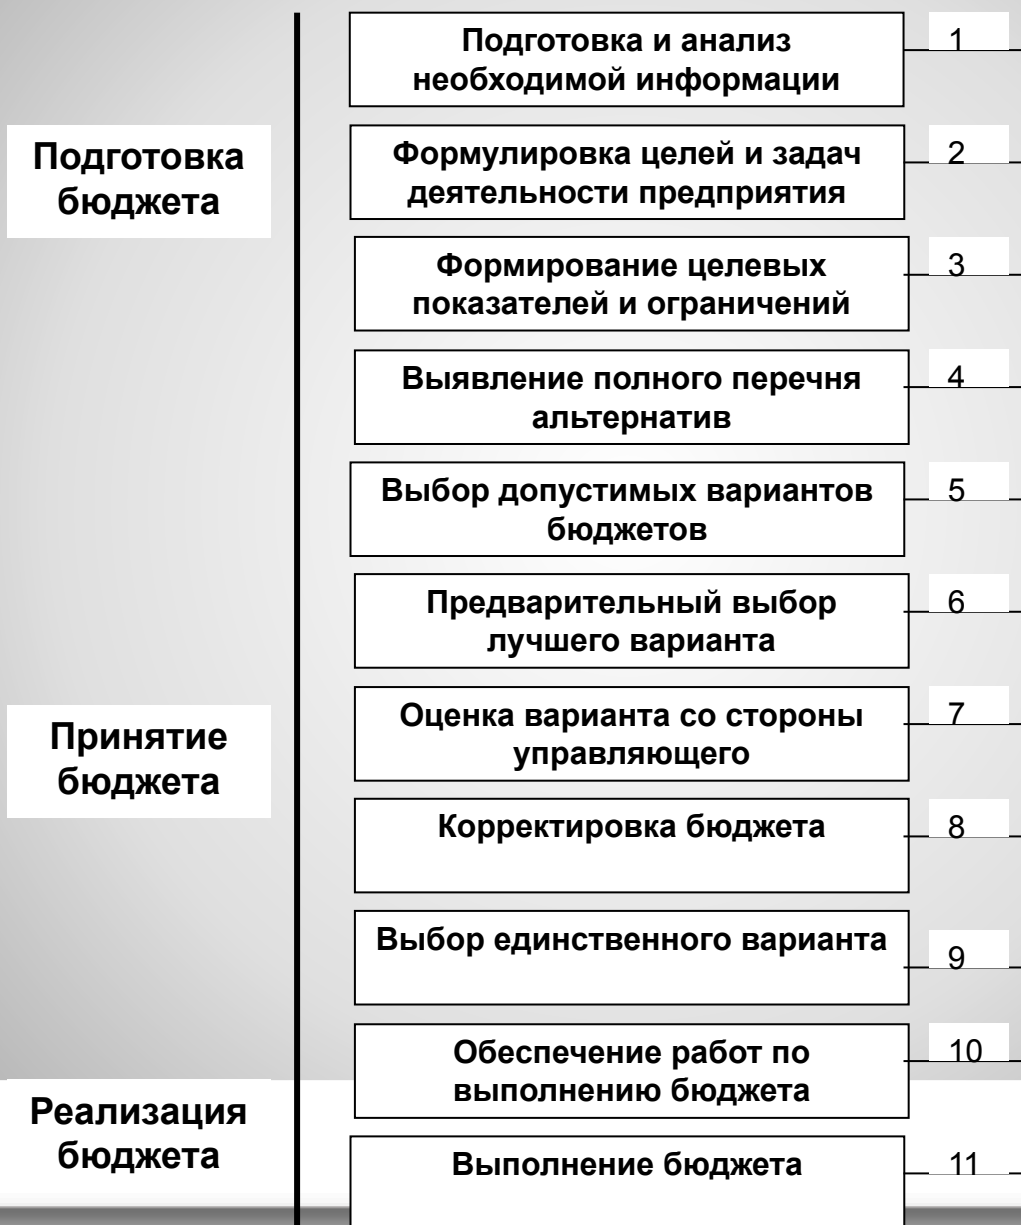 Подготовка и анализ
необходимой информации
1
Подготовка
бюджета
Формулировка целей и задач
деятельности предприятия
2
Формирование целевых
показателей и ограничений
3
Выявление полного перечня
альтернатив
4
Выбор допустимых вариантов
бюджетов
5
Предварительный выбор
лучшего варианта
6
Принятие
бюджета
Оценка варианта со стороны
управляющего
7
Корректировка бюджета
8
Выбор единственного варианта
9
Обеспечение работ по
выполнению бюджета
10
Реализация
бюджета
Выполнение бюджета
11